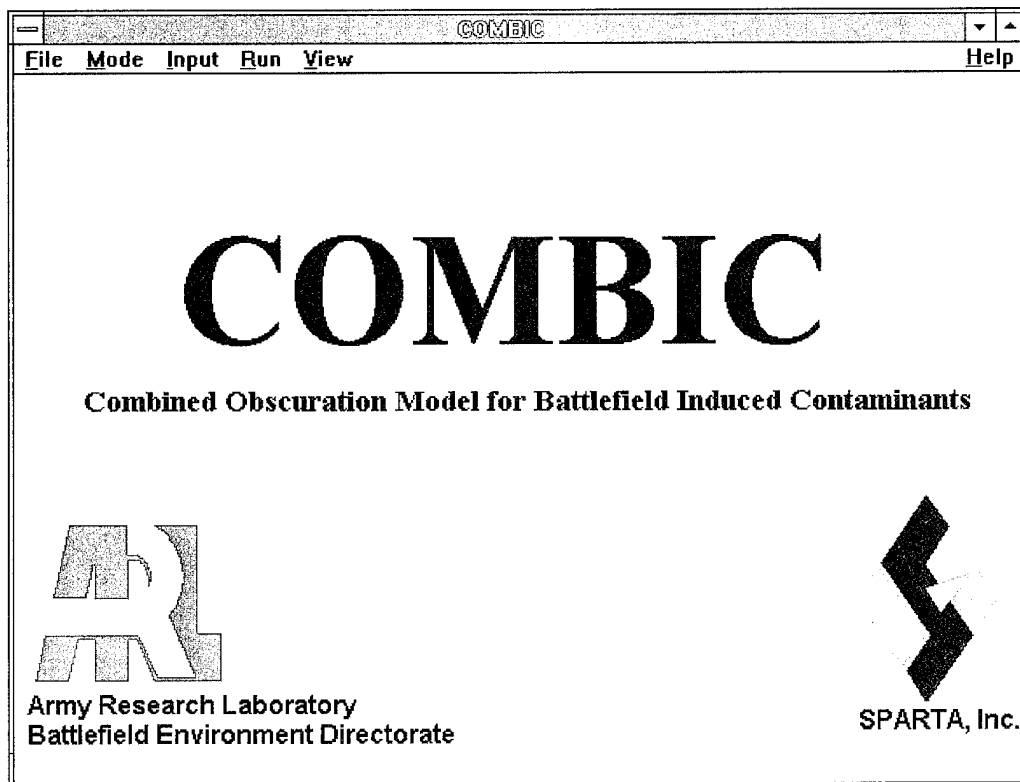 COMBIC
File Mode Input Run View Help
COMBIC
Combined Obscuration Model for Battlefield Induced Contaminants
ARL
Army Research Laboratory
Battlefield Environment Directorate
SPARTA, Inc.